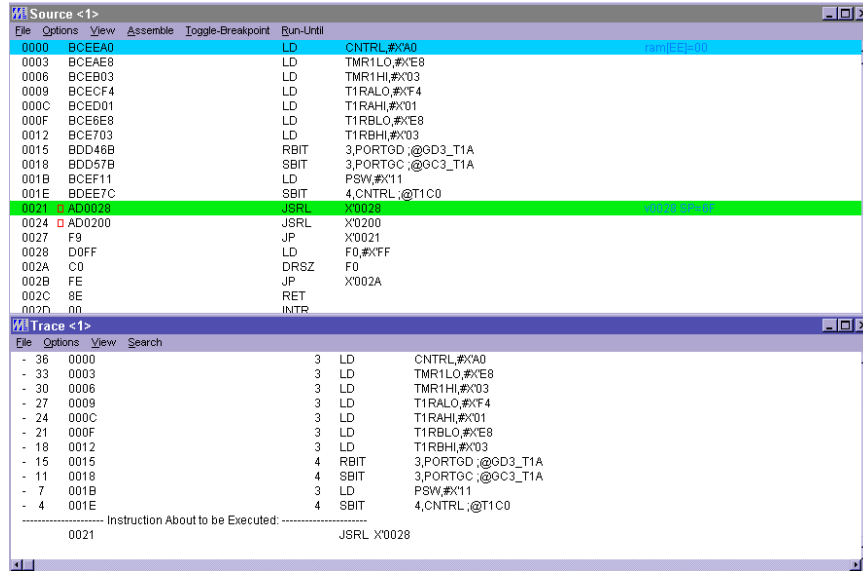 Source <1>
File Options View Assemble Toggle-Breakpoint Run-Until
0000 BCEEA0 LD CNTRL,#X'A0 ram[EE]=00
0003 BCEAE8 LD TMR1LO,#X'E8
0006 BCEB03 LD TMR1HI,#X'03
0009 BCECF4 LD T1RALO,#X'F4
000C BCED01 LD T1RAHI,#X'01
000F BCE6E8 LD T1RBLO,#X'E8
0012 BCE703 LD T1RBHI,#X'03
0015 BDD46B RBIT 3,PORTGD ;@GD3_T1A
0018 BDD57B SBIT 3,PORTGC ;@GC3_T1A
001B BCEF11 LD PSW,#X'11
001E BDEE7C SBIT 4,CNTRL ;@T1C0
0021 AD0028 JSRL X'0028 v0028 SP=6F
0024 AD0200 JSRL X'0200
0027 F9 JP X'0021
0028 D0FF LD F0,#X'FF
002A C0 DRSZ F0
002B FE JP X'002A
002C 8E RET
002D 00 INTR
Trace <1>
File Options View Search
- 36 0000 3 LD CNTRL,#X'A0
- 33 0003 3 LD TMR1LO,#X'E8
- 30 0006 3 LD TMR1HI,#X'03
- 27 0009 3 LD T1RALO,#X'F4
- 24 000C 3 LD T1RAHI,#X'01
- 21 000F 3 LD T1RBLO,#X'E8
- 18 0012 3 LD T1RBHI,#X'03
- 15 0015 4 RBIT 3,PORTGD ;@GD3_T1A
- 11 0018 4 SBIT 3,PORTGC ;@GC3_T1A
- 7 001B 3 LD PSW,#X'11
- 4 001E 4 SBIT 4,CNTRL ;@T1C0
--------------------- Instruction About to be Executed: ----------------------
0021 JSRL X'0028